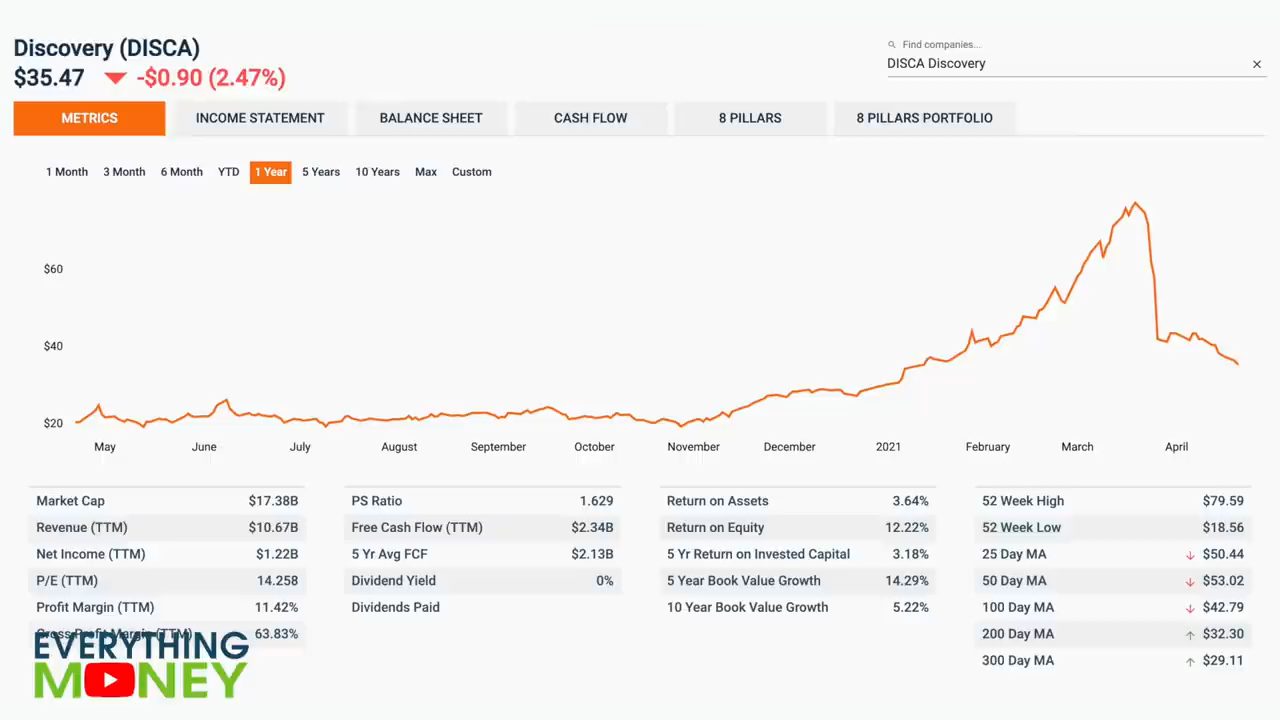 Discovery (DISCA)
$35.47 -$0.90 (2.47%)
Find companies...
DISCA Discovery
METRICS INCOME STATEMENT BALANCE SHEET CASH FLOW 8 PILLARS 8 PILLARS PORTFOLIO
1 Month 3 Month 6 Month YTD 1 Year 5 Years 10 Years Max Custom
$60
$40
$20
May June July August September October November December 2021 February March April
Market Cap $17.38B
Revenue (TTM) $10.67B
Net Income (TTM) $1.22B
P/E (TTM) 14.258
Profit Margin (TTM) 11.42%
Gross Profit Margin (TTM) 63.83%
PS Ratio 1.629
Free Cash Flow (TTM) $2.34B
5 Yr Avg FCF $2.13B
Dividend Yield 0%
Dividends Paid
Return on Assets 3.64%
Return on Equity 12.22%
5 Yr Return on Invested Capital 3.18%
5 Year Book Value Growth 14.29%
10 Year Book Value Growth 5.22%
52 Week High $79.59
52 Week Low $18.56
25 Day MA ↓ $50.44
50 Day MA ↓ $53.02
100 Day MA ↓ $42.79
200 Day MA ↑ $32.30
300 Day MA ↑ $29.11
EVERYTHING
MONEY